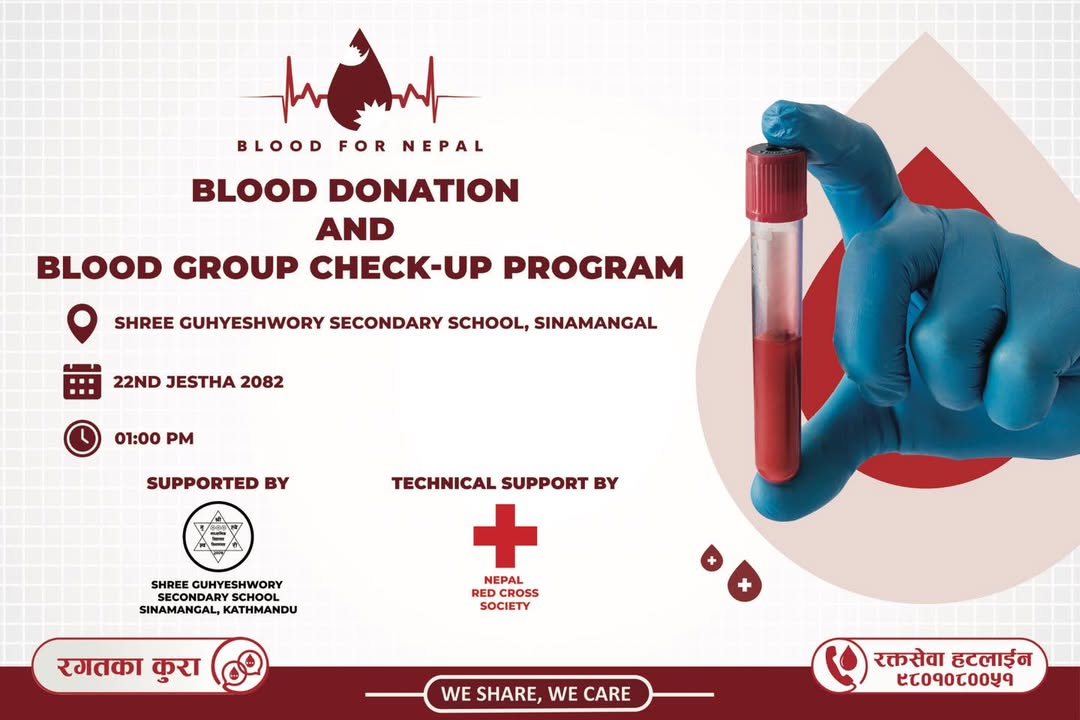 BLOOD FOR NEPAL
BLOOD DONATION
AND
BLOOD GROUP CHECK-UP PROGRAM
SHREE GUHYESHWORY SECONDARY SCHOOL, SINAMANGAL
22ND JESTHA 2082
01:00 PM
SUPPORTED BY
SHREE GUHYESHWORY
SECONDARY SCHOOL
SINAMANGAL, KATHMANDU
TECHNICAL SUPPORT BY
NEPAL
RED CROSS
SOCIETY
रगतका कुरा
WE SHARE, WE CARE
रक्तसेवा हटलाईन
९८०१०८००५१